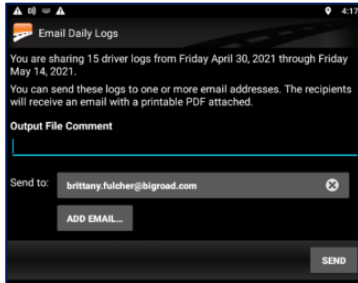 4:17
Email Daily Logs
You are sharing 15 driver logs from Friday April 30, 2021 through Friday
May 14, 2021.
You can send these logs to one or more email addresses. The recipients
will receive an email with a printable PDF attached.
Output File Comment
Send to:
brittany.fulcher@bigroad.com
ADD EMAIL...
SEND